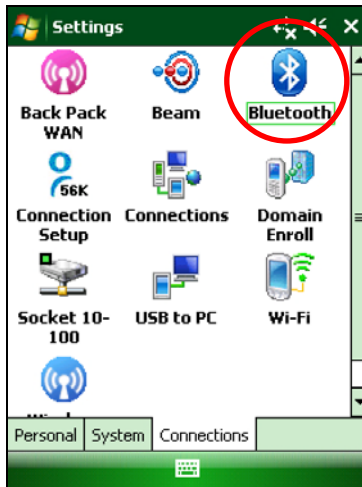 Settings
Back Pack Beam Bluetooth
WAN
56K
Connection Connections Domain
Setup Enroll
Socket 10- USB to PC Wi-Fi
100
Personal System Connections